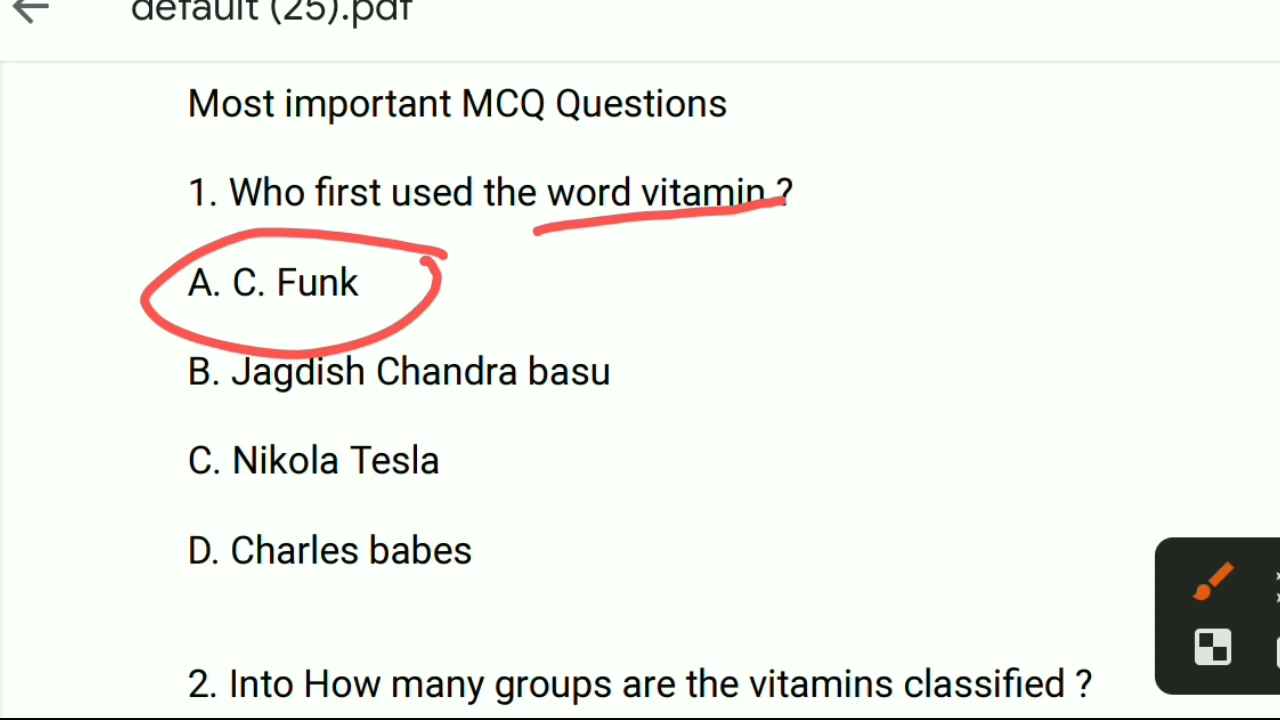 default (25).pdf
Most important MCQ Questions
1. Who first used the word vitamin ?
A. C. Funk
B. Jagdish Chandra basu
C. Nikola Tesla
D. Charles babes
2. Into How many groups are the vitamins classified ?